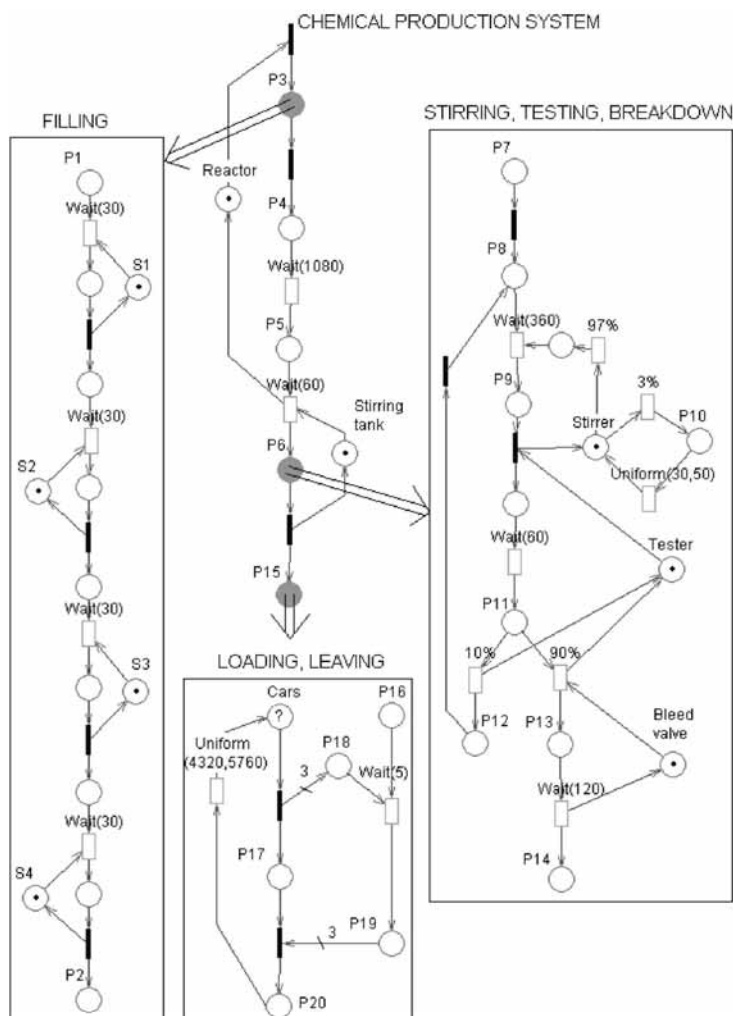 CHEMICAL PRODUCTION SYSTEM
P3
Reactor
P4
Wait(1080)
P5
Wait(60)
Stirring
tank
P6
P15
FILLING
P1
Wait(30)
S1
Wait(30)
S2
Wait(30)
S3
Wait(30)
S4
P2
LOADING, LEAVING
Cars
?
P16
Uniform
(4320,5760)
P18
3
Wait(5)
P17
P19
3
P20
STIRRING, TESTING, BREAKDOWN
P7
P8
Wait(360)
97%
P9
3%
P10
Stirrer
Uniform(30,50)
Wait(60)
Tester
P11
10%
90%
P12
P13
Bleed
valve
Wait(120)
P14